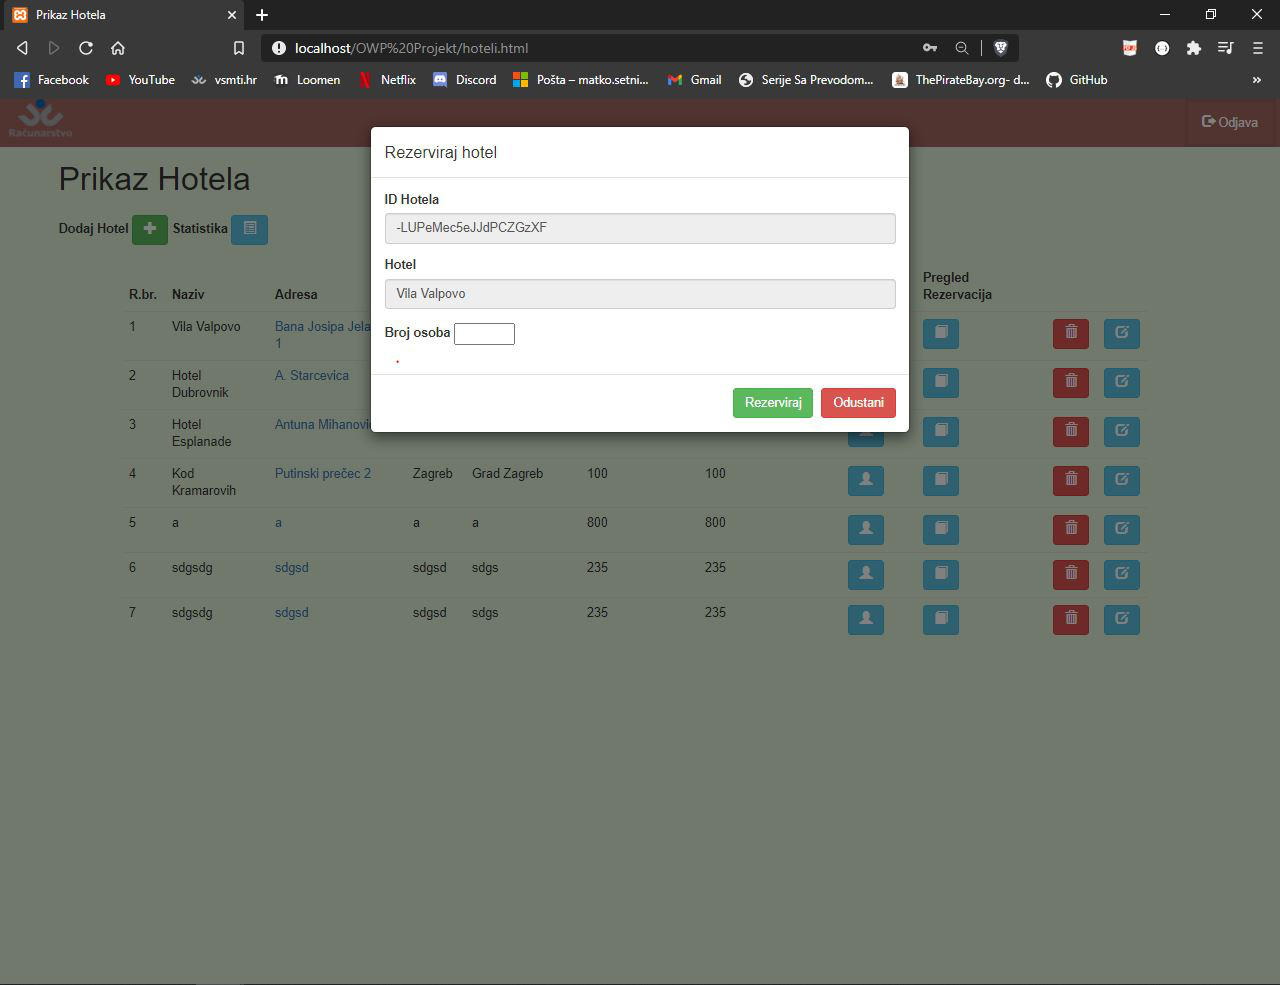 Prikaz Hotela
localhost/OWP%20Projekt/hoteli.html
Facebook YouTube vsmti.hr Loomen Netflix Discord Pošta – matko.setni... Gmail Serije Sa Prevodom... ThePirateBay.org- d... GitHub »
Računarstvo
Odjava
Prikaz Hotela
Dodaj Hotel Statistika
Rezerviraj hotel
ID Hotela
-LUPeMec5eJJdPCZGzXF
Hotel
Vila Valpovo
Broj osoba
Rezerviraj Odustani
R.br. Naziv Adresa Pregled Rezervacija
1 Vila Valpovo Bana Josipa Jela
1
2 Hotel Dubrovnik A. Starcevica
3 Hotel Esplanade Antuna Mihanovi
4 Kod Kramarovih Putinski prečec 2 Zagreb Grad Zagreb 100 100
5 a a a a 800 800
6 sdgsdg sdgsd sdgsd sdgs 235 235
7 sdgsdg sdgsd sdgsd sdgs 235 235